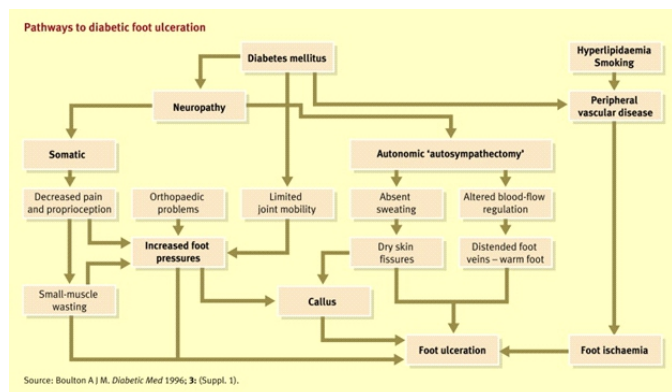 Pathways to diabetic foot ulceration
Diabetes mellitus
Hyperlipidaemia
Smoking
Neuropathy
Peripheral
vascular disease
Somatic
Autonomic ‘autosympathectomy’
Decreased pain
and proprioception
Orthopaedic
problems
Limited
joint mobility
Absent
sweating
Altered blood-flow
regulation
Increased foot
pressures
Dry skin
fissures
Distended foot
veins – warm foot
Small-muscle
wasting
Callus
Foot ulceration
Foot ischaemia
Source: Boulton A J M. Diabetic Med 1996; 3: (Suppl. 1).